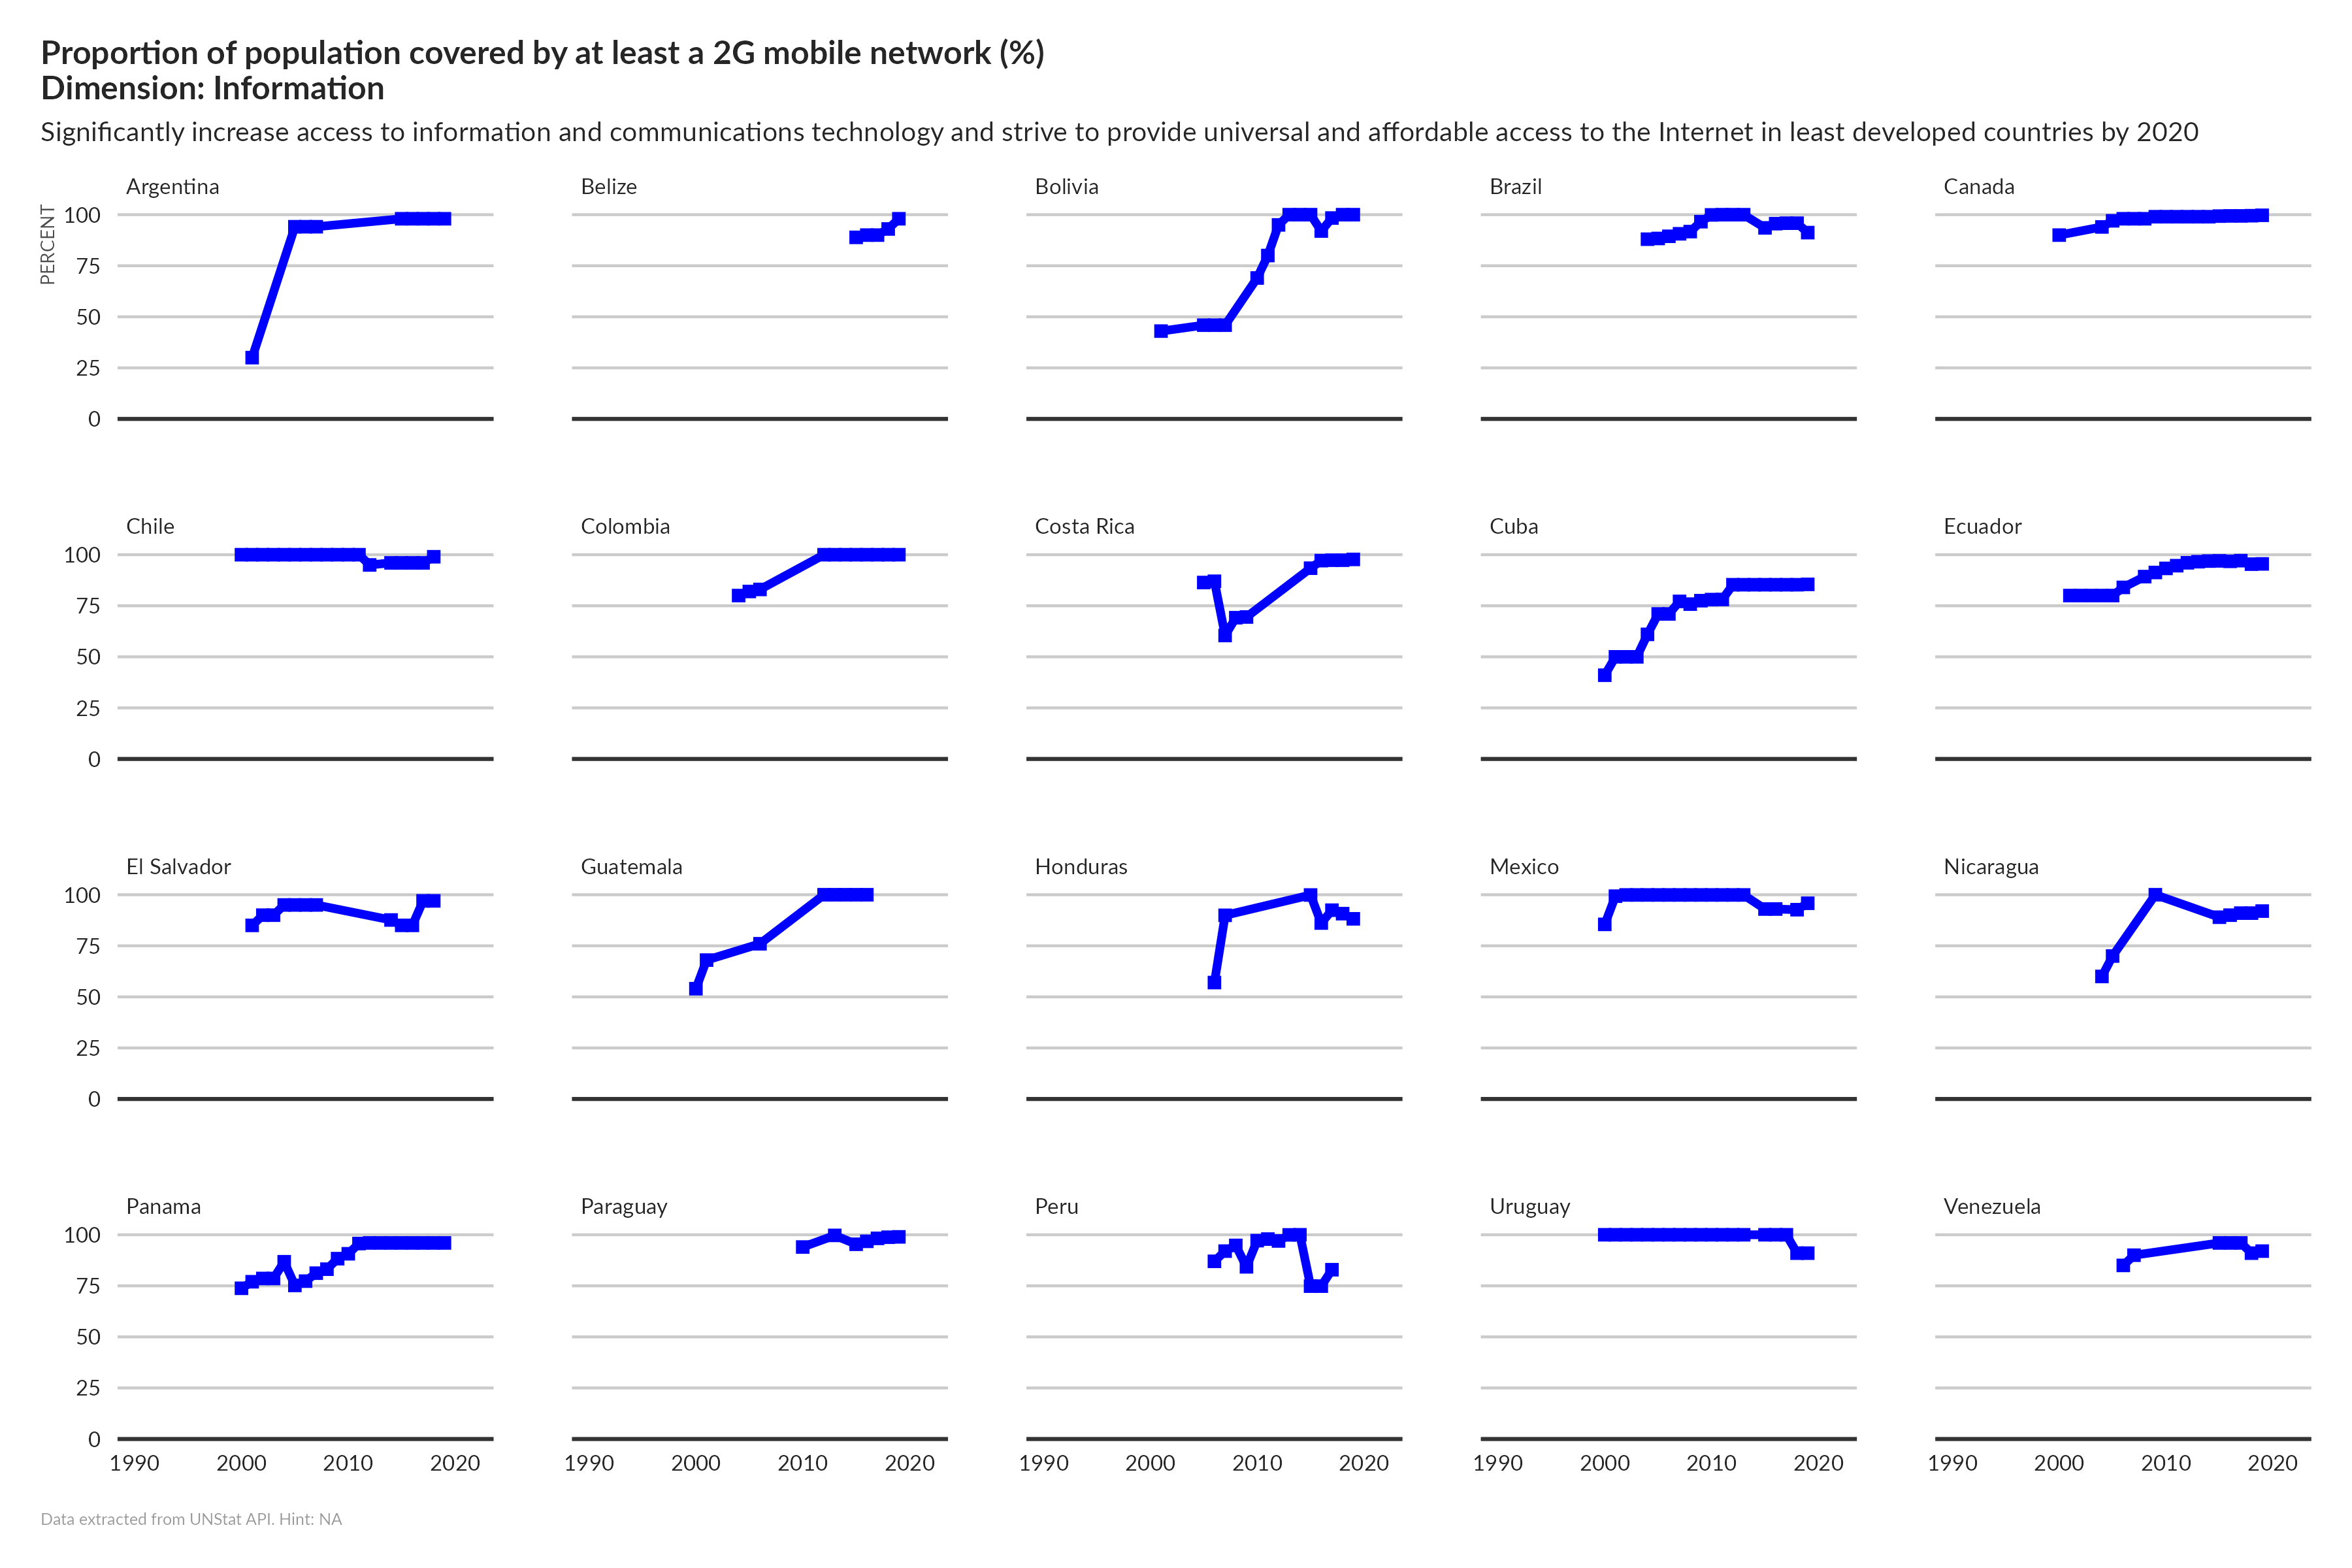 Proportion of population covered by at least a 2G mobile network (%)
Dimension: Information
Significantly increase access to information and communications technology and strive to provide universal and affordable access to the Internet in least developed countries by 2020
Argentina
Belize
Bolivia
Brazil
Canada
PERCENT
100
75
50
25
0
Chile
Colombia
Costa Rica
Cuba
Ecuador
100
75
50
25
0
El Salvador
Guatemala
Honduras
Mexico
Nicaragua
100
75
50
25
0
Panama
Paraguay
Peru
Uruguay
Venezuela
100
75
50
25
0
1990 2000 2010 2020 1990 2000 2010 2020 1990 2000 2010 2020 1990 2000 2010 2020 1990 2000 2010 2020
Data extracted from UNStat API. Hint: NA